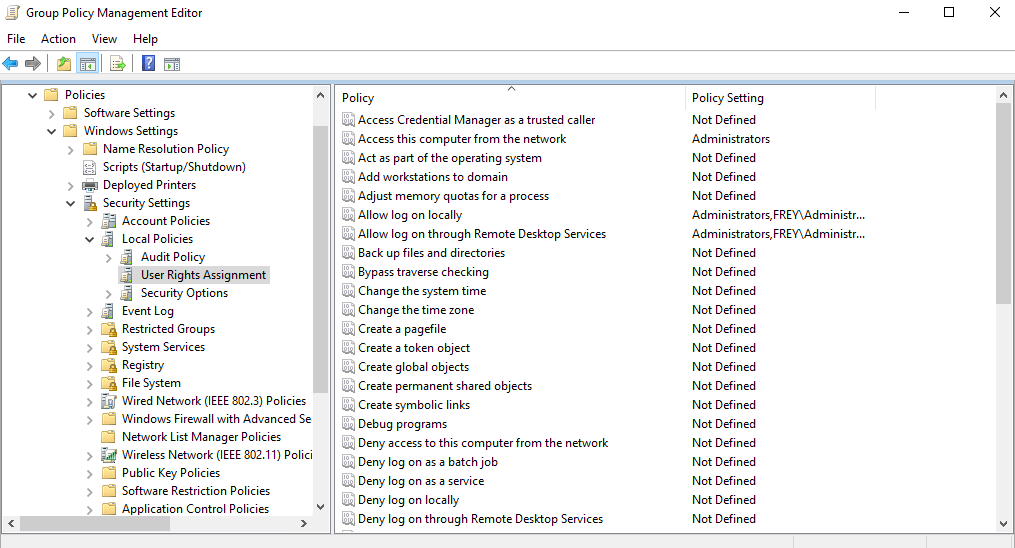 Group Policy Management Editor
File Action View Help
Policies
Software Settings
Windows Settings
Name Resolution Policy
Scripts (Startup/Shutdown)
Deployed Printers
Security Settings
Account Policies
Local Policies
Audit Policy
User Rights Assignment
Security Options
Event Log
Restricted Groups
System Services
Registry
File System
Wired Network (IEEE 802.3) Policies
Windows Firewall with Advanced Se
Network List Manager Policies
Wireless Network (IEEE 802.11) Polici
Public Key Policies
Software Restriction Policies
Application Control Policies
Policy Policy Setting
Access Credential Manager as a trusted caller Not Defined
Access this computer from the network Administrators
Act as part of the operating system Not Defined
Add workstations to domain Not Defined
Adjust memory quotas for a process Not Defined
Allow log on locally Administrators,FREY\Administr...
Allow log on through Remote Desktop Services Administrators,FREY\Administr...
Back up files and directories Not Defined
Bypass traverse checking Not Defined
Change the system time Not Defined
Change the time zone Not Defined
Create a pagefile Not Defined
Create a token object Not Defined
Create global objects Not Defined
Create permanent shared objects Not Defined
Create symbolic links Not Defined
Debug programs Not Defined
Deny access to this computer from the network Not Defined
Deny log on as a batch job Not Defined
Deny log on as a service Not Defined
Deny log on locally Not Defined
Deny log on through Remote Desktop Services Not Defined